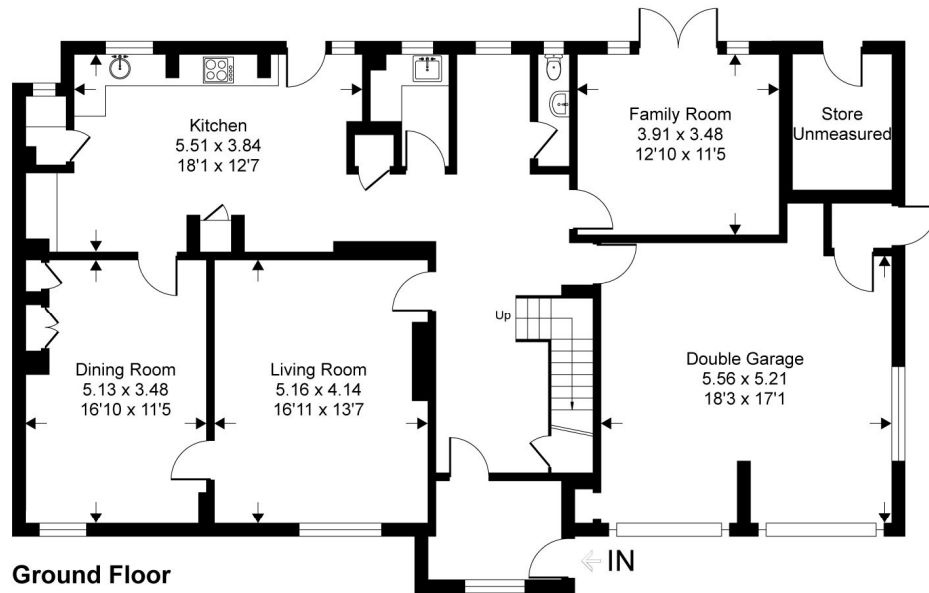 Kitchen
5.51 x 3.84
18'1 x 12'7
Family Room
3.91 x 3.48
12'10 x 11'5
Store
Unmeasured
Up
Dining Room
5.13 x 3.48
16'10 x 11'5
Living Room
5.16 x 4.14
16'11 x 13'7
Double Garage
5.56 x 5.21
18'3 x 17'1
IN
Ground Floor